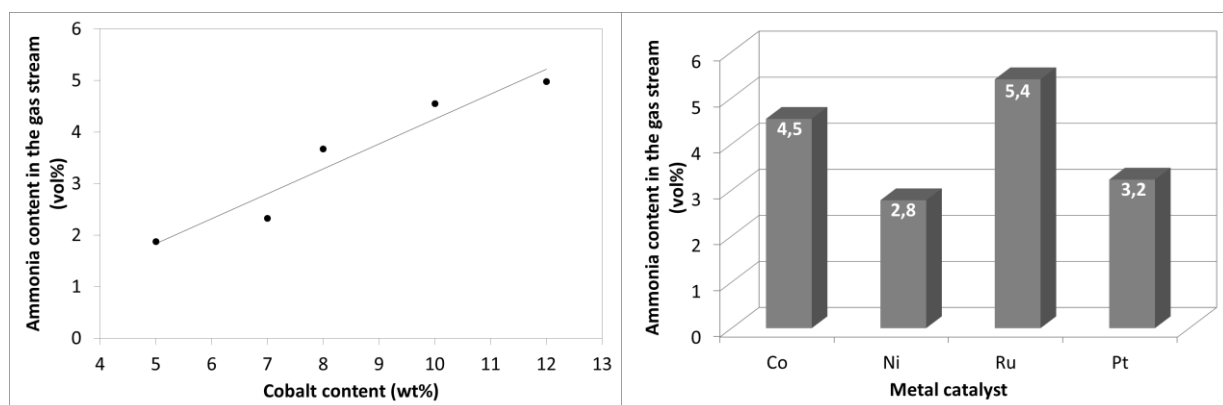 Ammonia content in the gas stream
(vol%)
6
5
4
3
2
1
0
4 5 6 7 8 9 10 11 12 13
Cobalt content (wt%)
Ammonia content in the gas stream
(vol%)
6
5
4
3
2
1
0
4,5
2,8
5,4
3,2
Co Ni Ru Pt
Metal catalyst